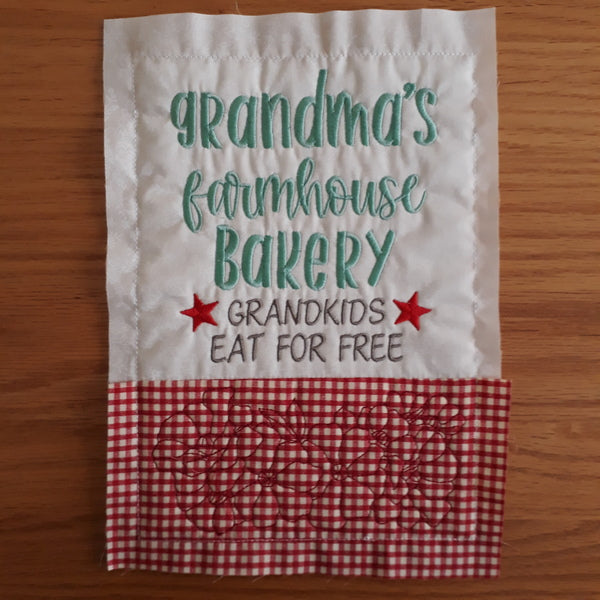 grandma's
farmhouse
BAKERY
GRANDKIDS
EAT FOR FREE